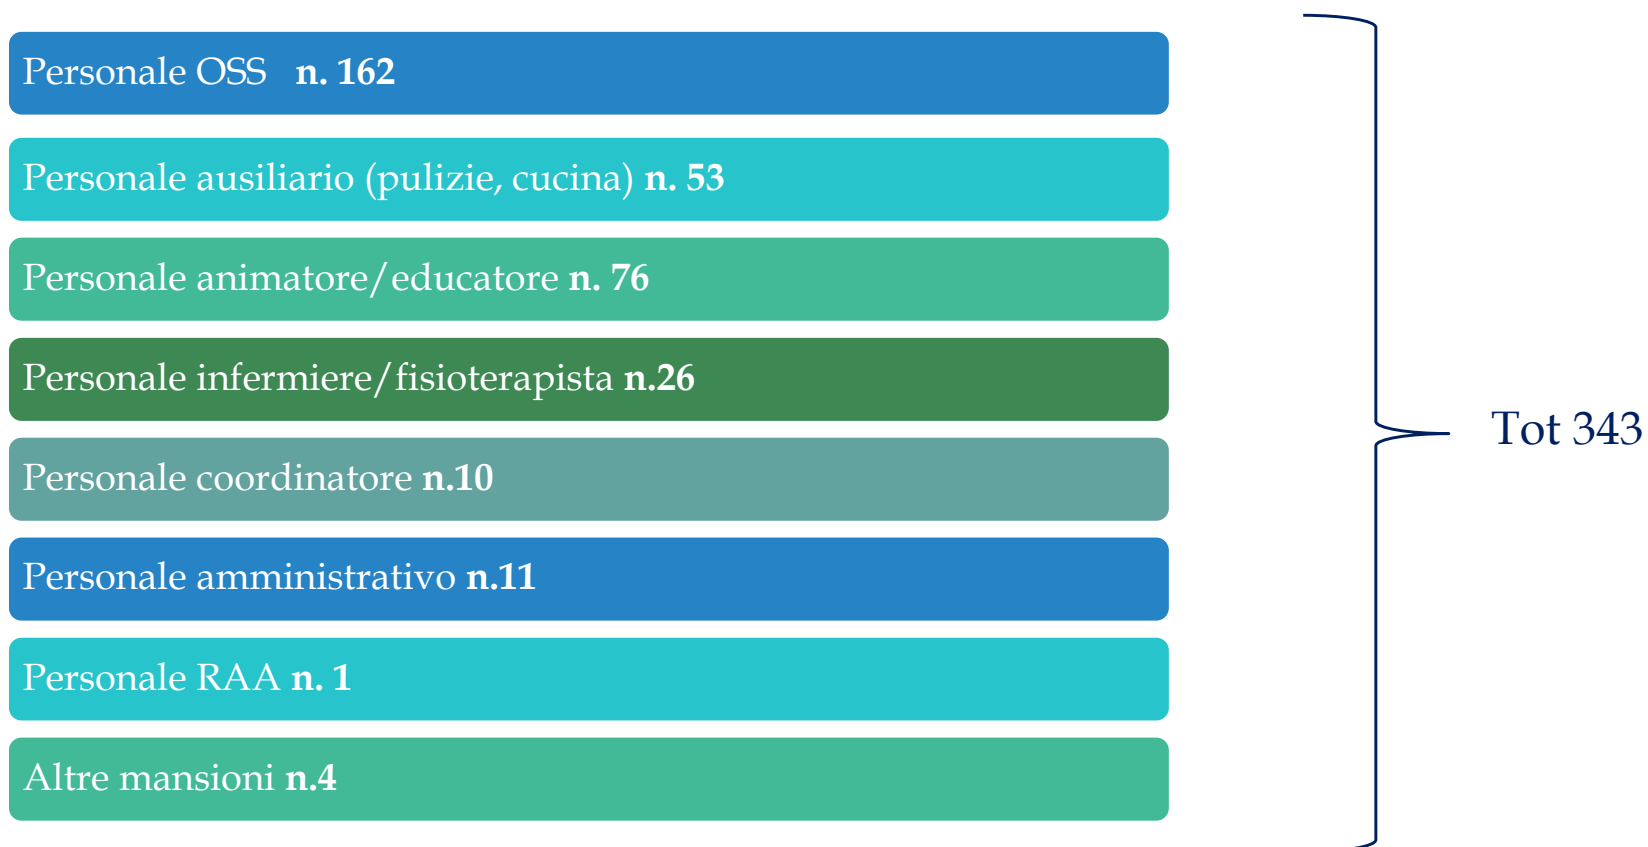 Personale OSS n. 162
Personale ausiliario (pulizie, cucina) n. 53
Personale animatore/educatore n. 76
Personale infermiere/fisioterapista n.26
Personale coordinatore n.10
Personale amministrativo n.11
Personale RAA n. 1
Altre mansioni n.4
Tot 343